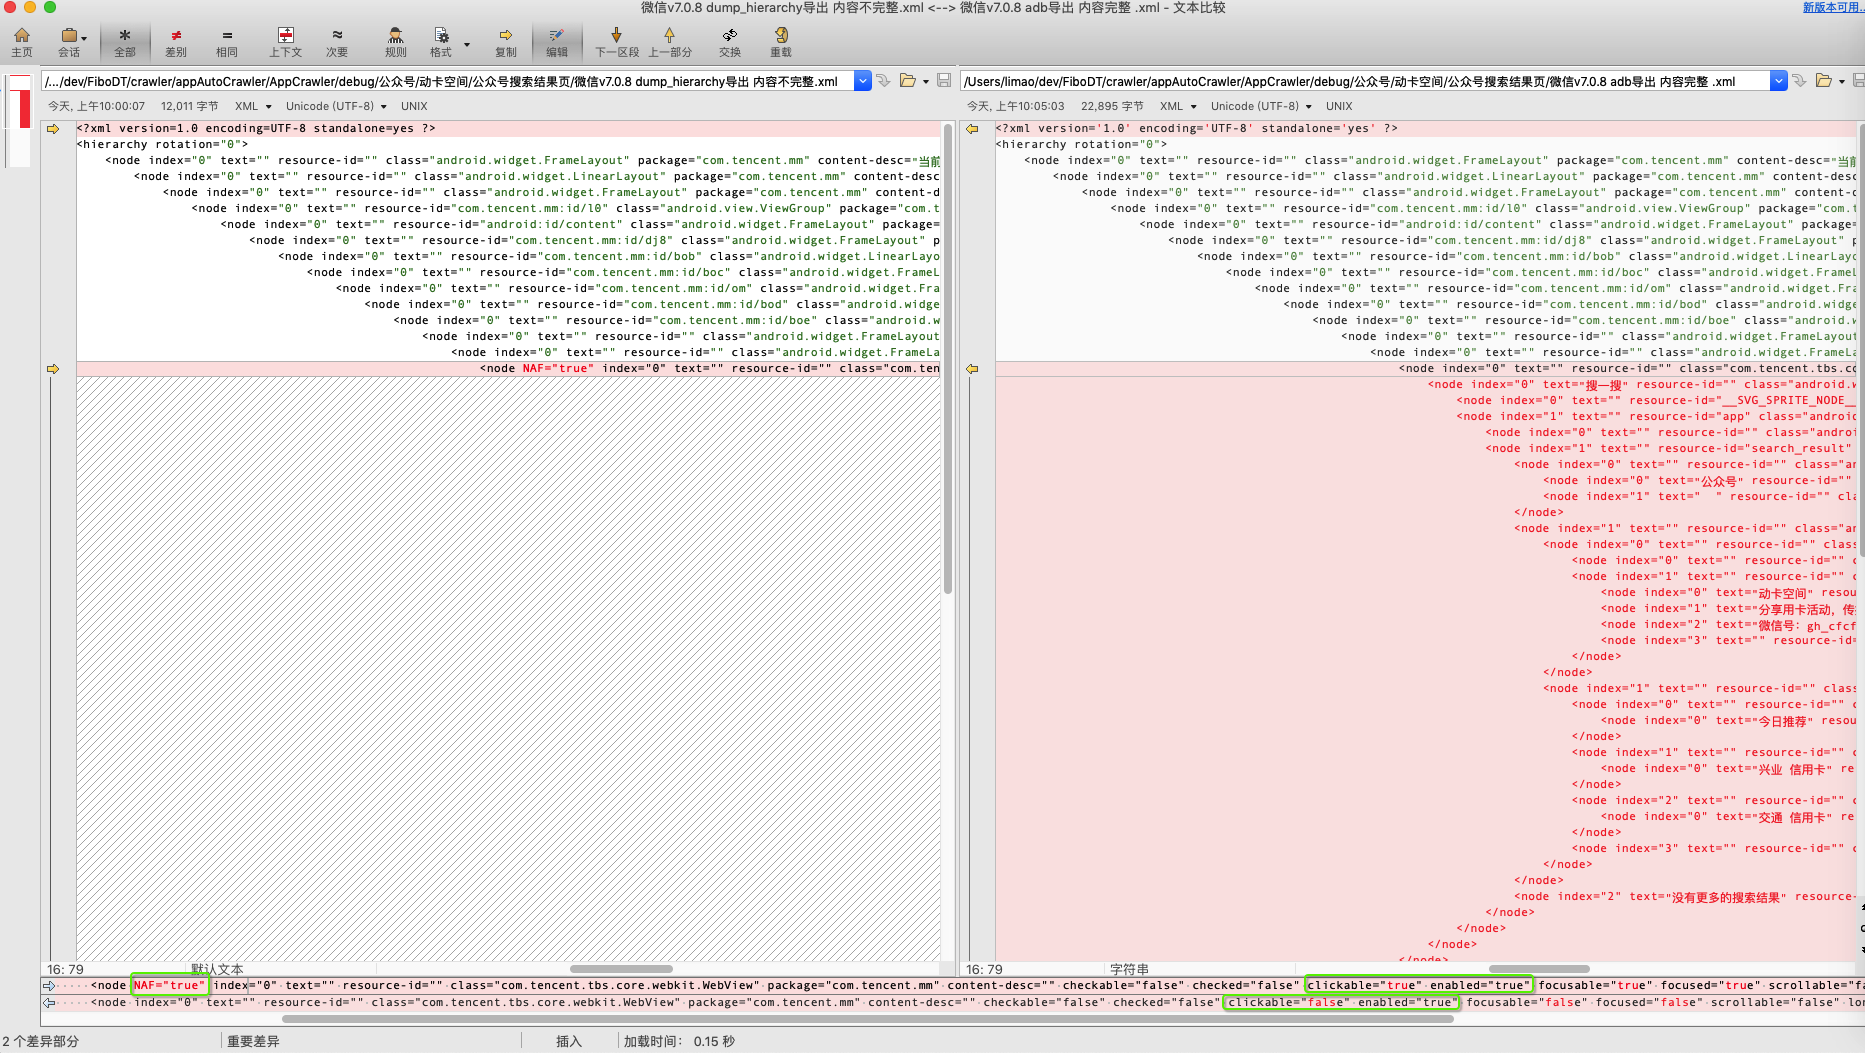 微信v7.0.8 dump_hierarchy导出 内容不完整.xml <--> 微信v7.0.8 adb导出 内容完整 .xml - 文本比较
新版本可用...
主页 会话 全部 差别 相同 上下文 次要 规则 格式 复制 编辑 下一区段 上一部分 交换 重载
/.../dev/FiboDT/crawler/appAutoCrawler/AppCrawler/debug/公众号/动卡空间/公众号搜索结果页/微信v7.0.8 dump_hierarchy导出 内容不完整.xml
今天, 上午10:00:07 12,011 字节 XML Unicode (UTF-8) UNIX
<?xml version=1.0 encoding=UTF-8 standalone=yes ?>
<hierarchy rotation="0">
<node index="0" text="" resource-id="" class="android.widget.FrameLayout" package="com.tencent.mm" content-desc="当前
<node index="0" text="" resource-id="" class="android.widget.LinearLayout" package="com.tencent.mm" content-desc
<node index="0" text="" resource-id="" class="android.widget.FrameLayout" package="com.tencent.mm" content-d
<node index="0" text="" resource-id="com.tencent.mm:id/l0" class="android.view.ViewGroup" package="com.t
<node index="0" text="" resource-id="android:id/content" class="android.widget.FrameLayout" package=
<node index="0" text="" resource-id="com.tencent.mm:id/dj8" class="android.widget.FrameLayout" p
<node index="0" text="" resource-id="com.tencent.mm:id/bob" class="android.widget.LinearLayo
<node index="0" text="" resource-id="com.tencent.mm:id/boc" class="android.widget.FrameL
<node index="0" text="" resource-id="com.tencent.mm:id/om" class="android.widget.Fra
<node index="0" text="" resource-id="com.tencent.mm:id/bod" class="android.widge
<node index="0" text="" resource-id="com.tencent.mm:id/boe" class="android.w
<node index="0" text="" resource-id="" class="android.widget.FrameL
<node index="0" text="" resource-id="" class="android.widget.FrameLa
<node NAF="true" index="0" text="" resource-id="" class="com.ten
16: 79 默认文本
/Users/limao/dev/FiboDT/crawler/appAutoCrawler/AppCrawler/debug/公众号/动卡空间/公众号搜索结果页/微信v7.0.8 adb导出 内容完整 .xml
今天, 上午10:05:03 22,895 字节 XML Unicode (UTF-8) UNIX
<?xml version='1.0' encoding='UTF-8' standalone='yes' ?>
<hierarchy rotation="0">
<node index="0" text="" resource-id="" class="android.widget.FrameLayout" package="com.tencent.mm" content-desc="当前
<node index="0" text="" resource-id="" class="android.widget.LinearLayout" package="com.tencent.mm" content-desc
<node index="0" text="" resource-id="" class="android.widget.FrameLayout" package="com.tencent.mm" content-d
<node index="0" text="" resource-id="com.tencent.mm:id/l0" class="android.view.ViewGroup" package="com.t
<node index="0" text="" resource-id="android:id/content" class="android.widget.FrameLayout" package=
<node index="0" text="" resource-id="com.tencent.mm:id/dj8" class="android.widget.FrameLayout" p
<node index="0" text="" resource-id="com.tencent.mm:id/bob" class="android.widget.LinearLayo
<node index="0" text="" resource-id="com.tencent.mm:id/boc" class="android.widget.FrameL
<node index="0" text="" resource-id="com.tencent.mm:id/om" class="android.widget.Fra
<node index="0" text="" resource-id="com.tencent.mm:id/bod" class="android.widge
<node index="0" text="" resource-id="com.tencent.mm:id/boe" class="android.w
<node index="0" text="" resource-id="" class="android.widget.FrameL
<node index="0" text="" resource-id="" class="android.widget.FrameLa
<node index="0" text="" resource-id="" class="com.tencent.tbs.co
<node index="0" text="搜一搜" resource-id="" class="android.w
<node index="0" text="" resource-id="__SVG_SPRITE_NODE__
<node index="1" text="" resource-id="app" class="android
<node index="0" text="" resource-id="" class="androi
<node index="1" text="" resource-id="search_result"
<node index="0" text="" resource-id="" class="an
<node index="0" text="公众号" resource-id=""
<node index="1" text="  " resource-id="" cla
</node>
<node index="1" text="" resource-id="" class="an
<node index="0" text="" resource-id="" class
<node index="0" text="" resource-id="" c
<node index="1" text="" resource-id="" c
<node index="0" text="动卡空间" resou
<node index="1" text="分享用卡活动，传
<node index="2" text="微信号：gh_cfcf
<node index="3" text="" resource-id=
</node>
</node>
<node index="1" text="" resource-id="" class
<node index="0" text="" resource-id="" c
<node index="0" text="今日推荐" resou
</node>
<node index="1" text="" resource-id="" c
<node index="0" text="兴业 信用卡" re
</node>
<node index="2" text="" resource-id="" c
<node index="0" text="交通 信用卡" re
</node>
<node index="3" text="" resource-id="" c
</node>
</node>
<node index="2" text="没有更多的搜索结果" resource-
</node>
</node>
</node>
</node>
16: 79 字符串
<node NAF="true" index="0" text="" resource-id="" class="com.tencent.tbs.core.webkit.WebView" package="com.tencent.mm" content-desc="" checkable="false" checked="false" clickable="true" enabled="true" focusable="true" focused="true" scrollable="fa
<node index="0" text="" resource-id="" class="com.tencent.tbs.core.webkit.WebView" package="com.tencent.mm" content-desc="" checkable="false" checked="false" clickable="false" enabled="true" focusable="false" focused="false" scrollable="false" lon
2 个差异部分 重要差异 插入 加载时间： 0.15 秒